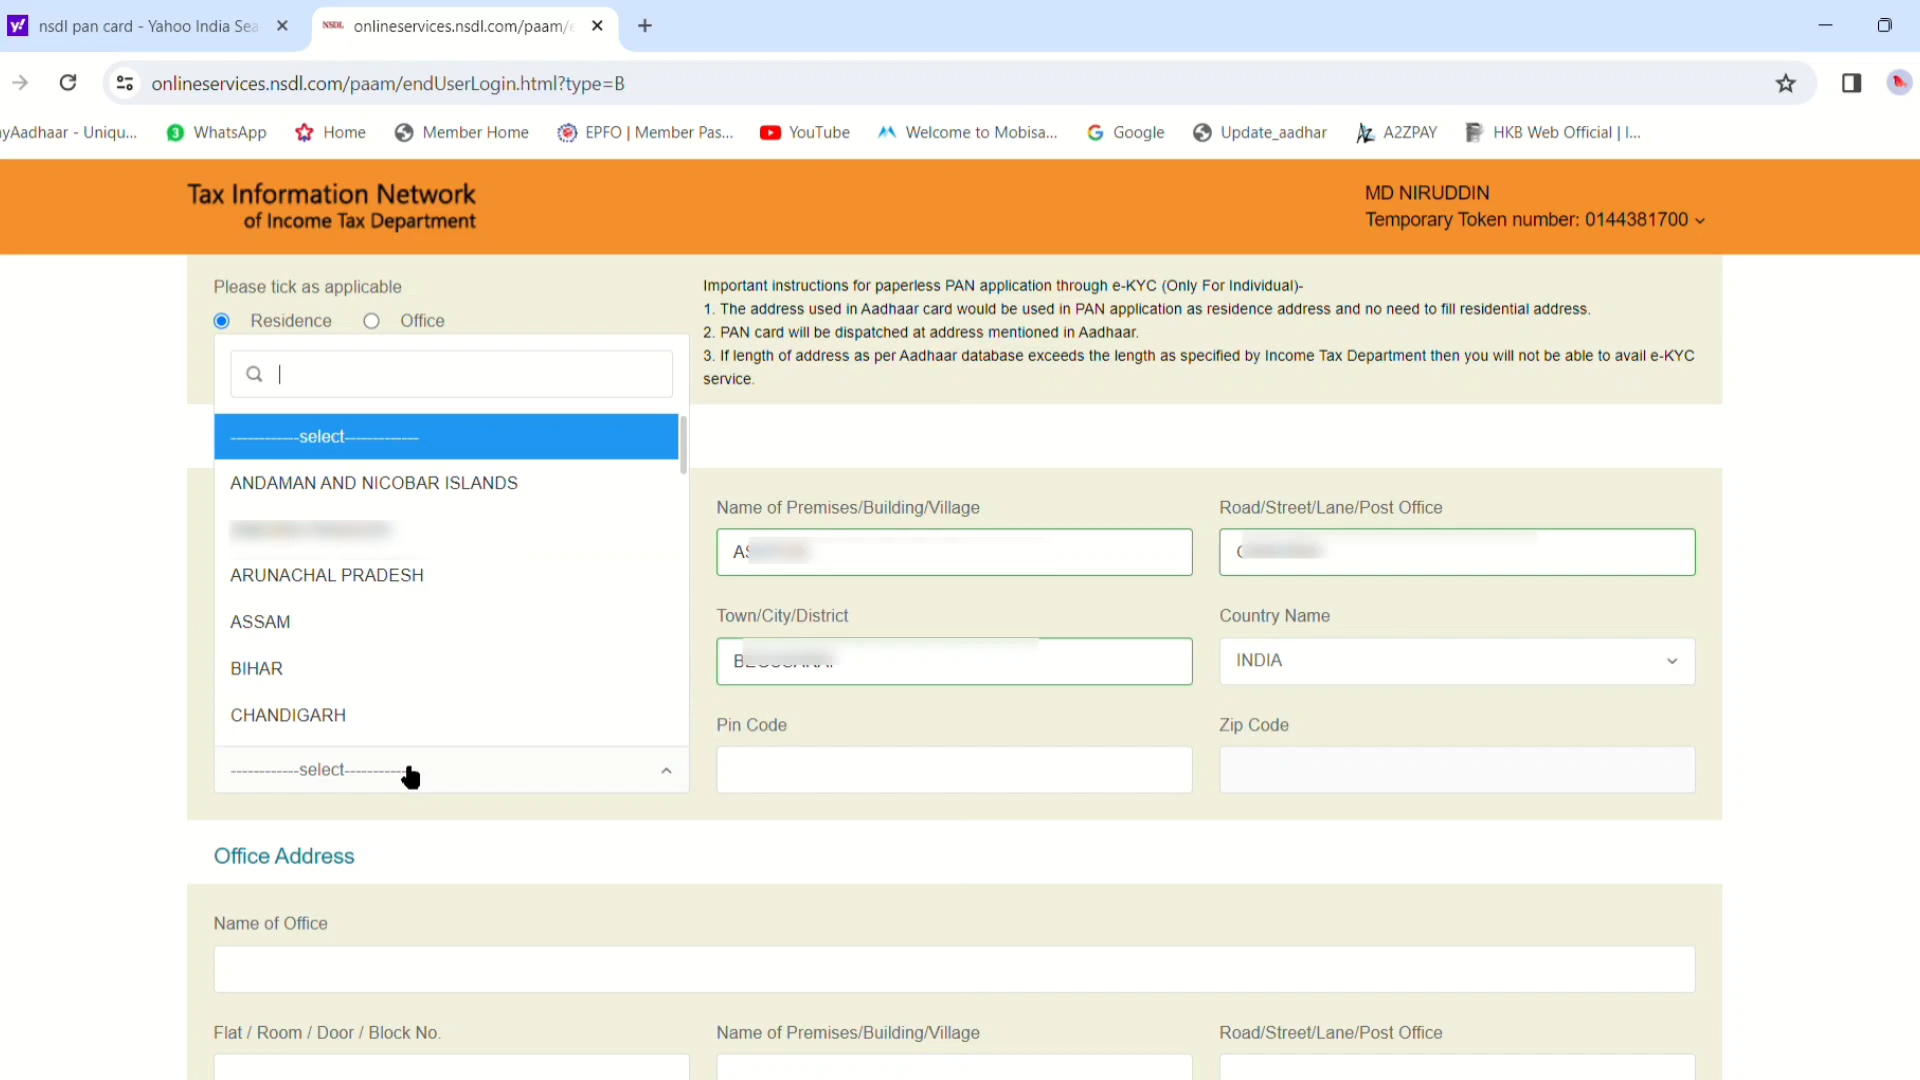 nsdl pan card - Yahoo India Sea
NSDL onlineservices.nsdl.com/paam/e
onlineservices.nsdl.com/paam/endUserLogin.html?type=B
yAadhaar - Uniqu...
3 WhatsApp
Home
Member Home
EPFO | Member Pas...
YouTube
Welcome to Mobisa...
Google
Update_aadhar
A2ZPAY
HKB Web Official | I...
Tax Information Network
of Income Tax Department
MD NIRUDDIN
Temporary Token number: 0144381700
Please tick as applicable
Residence
Office
Important instructions for paperless PAN application through e-KYC (Only For Individual)-
1. The address used in Aadhaar card would be used in PAN application as residence address and no need to fill residential address.
2. PAN card will be dispatched at address mentioned in Aadhaar.
3. If length of address as per Aadhaar database exceeds the length as specified by Income Tax Department then you will not be able to avail e-KYC
service.
-------------select--------------
ANDAMAN AND NICOBAR ISLANDS
ARUNACHAL PRADESH
ASSAM
BIHAR
CHANDIGARH
-------------select------------
Name of Premises/Building/Village
Road/Street/Lane/Post Office
Town/City/District
Country Name
INDIA
Pin Code
Zip Code
Office Address
Name of Office
Flat / Room / Door / Block No.
Name of Premises/Building/Village
Road/Street/Lane/Post Office